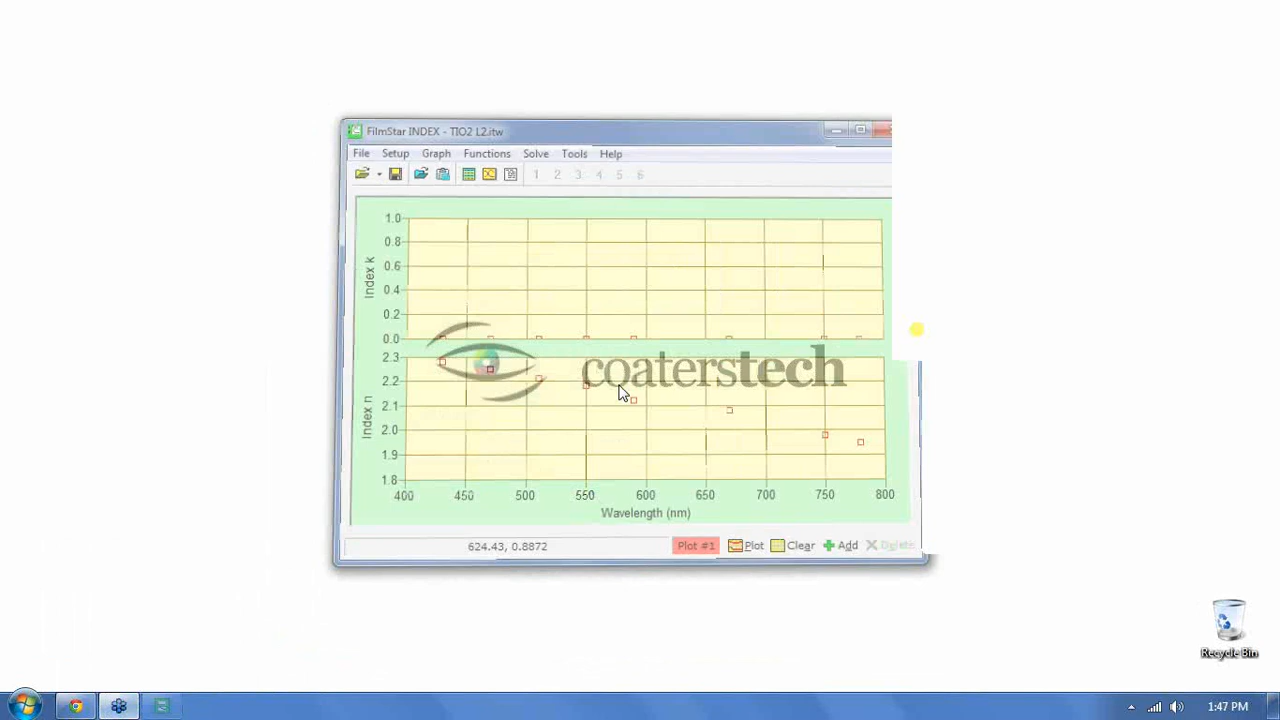 FilmStar INDEX - TIO2 L2.itw
File Setup Graph Functions Solve Tools Help
1 2 3 4 5 6
Index k
1.0
0.8
0.6
0.4
0.2
0.0
Index n
2.3
2.2
2.1
2.0
1.9
1.8
coaterstech
400 450 500 550 600 650 700 750 800
Wavelength (nm)
624.43, 0.8872 Plot #1 Plot Clear Add Delete
Recycle Bin
1:47 PM